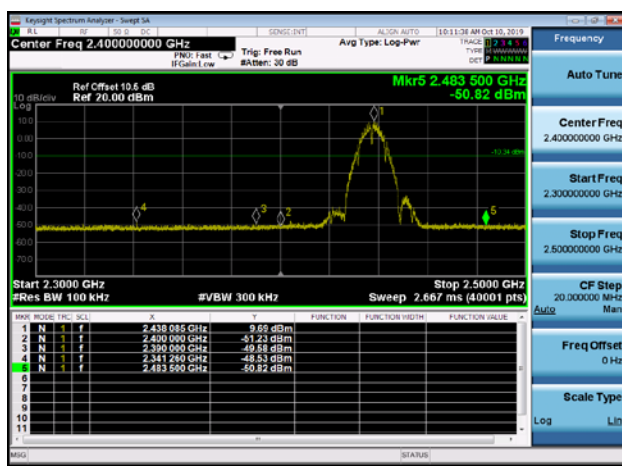 Keysight Spectrum Analyzer - Swept SA
RL RF 50 Ω DC SENSE:INT ALIGN AUTO 10:11:38 AM Oct 10, 2019
Center Freq 2.400000000 GHz
PNO: Fast
IFGain:Low
Trig: Free Run
#Atten: 30 dB
Avg Type: Log-Pwr
TRACE 1 2 3 4 5 6
TYPE
DET P N N N N N
Ref Offset 10.6 dB
Ref 20.00 dBm
10 dB/div
Log
Mkr5 2.483 500 GHz
-50.82 dBm
10.0
0.00
-10.0
-20.0
-30.0
-40.0
-50.0
-60.0
-70.0
1
2
3
4
5
Start 2.3000 GHz
#Res BW 100 kHz
#VBW 300 kHz
Stop 2.5000 GHz
Sweep 2.667 ms (40001 pts)
MKR MODE TRC SCL X Y FUNCTION FUNCTION WIDTH FUNCTION VALUE
1 N 1 f 2.438 085 GHz 9.69 dBm
2 N 1 f 2.400 000 GHz -51.23 dBm
3 N 1 f 2.390 000 GHz -49.58 dBm
4 N 1 f 2.341 260 GHz -48.53 dBm
5 N 1 f 2.483 500 GHz -50.82 dBm
6
7
8
9
10
11
MSG STATUS
Frequency
Auto Tune
Center Freq
2.400000000 GHz
Start Freq
2.300000000 GHz
Stop Freq
2.500000000 GHz
CF Step
20.000000 MHz
Auto Man
Freq Offset
0 Hz
Scale Type
Log Lin